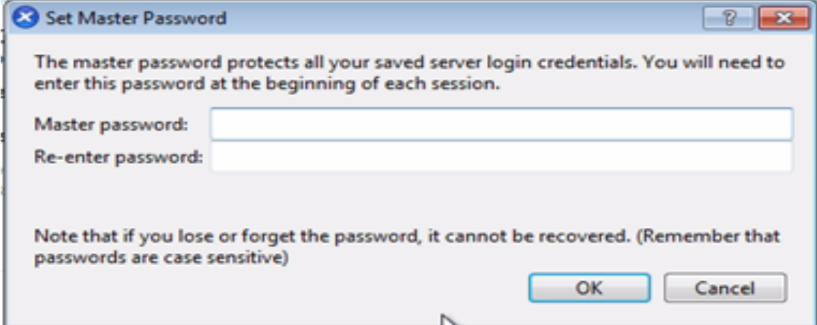 Set Master Password
The master password protects all your saved server login credentials. You will need to
enter this password at the beginning of each session.
Master password:
Re-enter password:
Note that if you lose or forget the password, it cannot be recovered. (Remember that
passwords are case sensitive)
OK Cancel